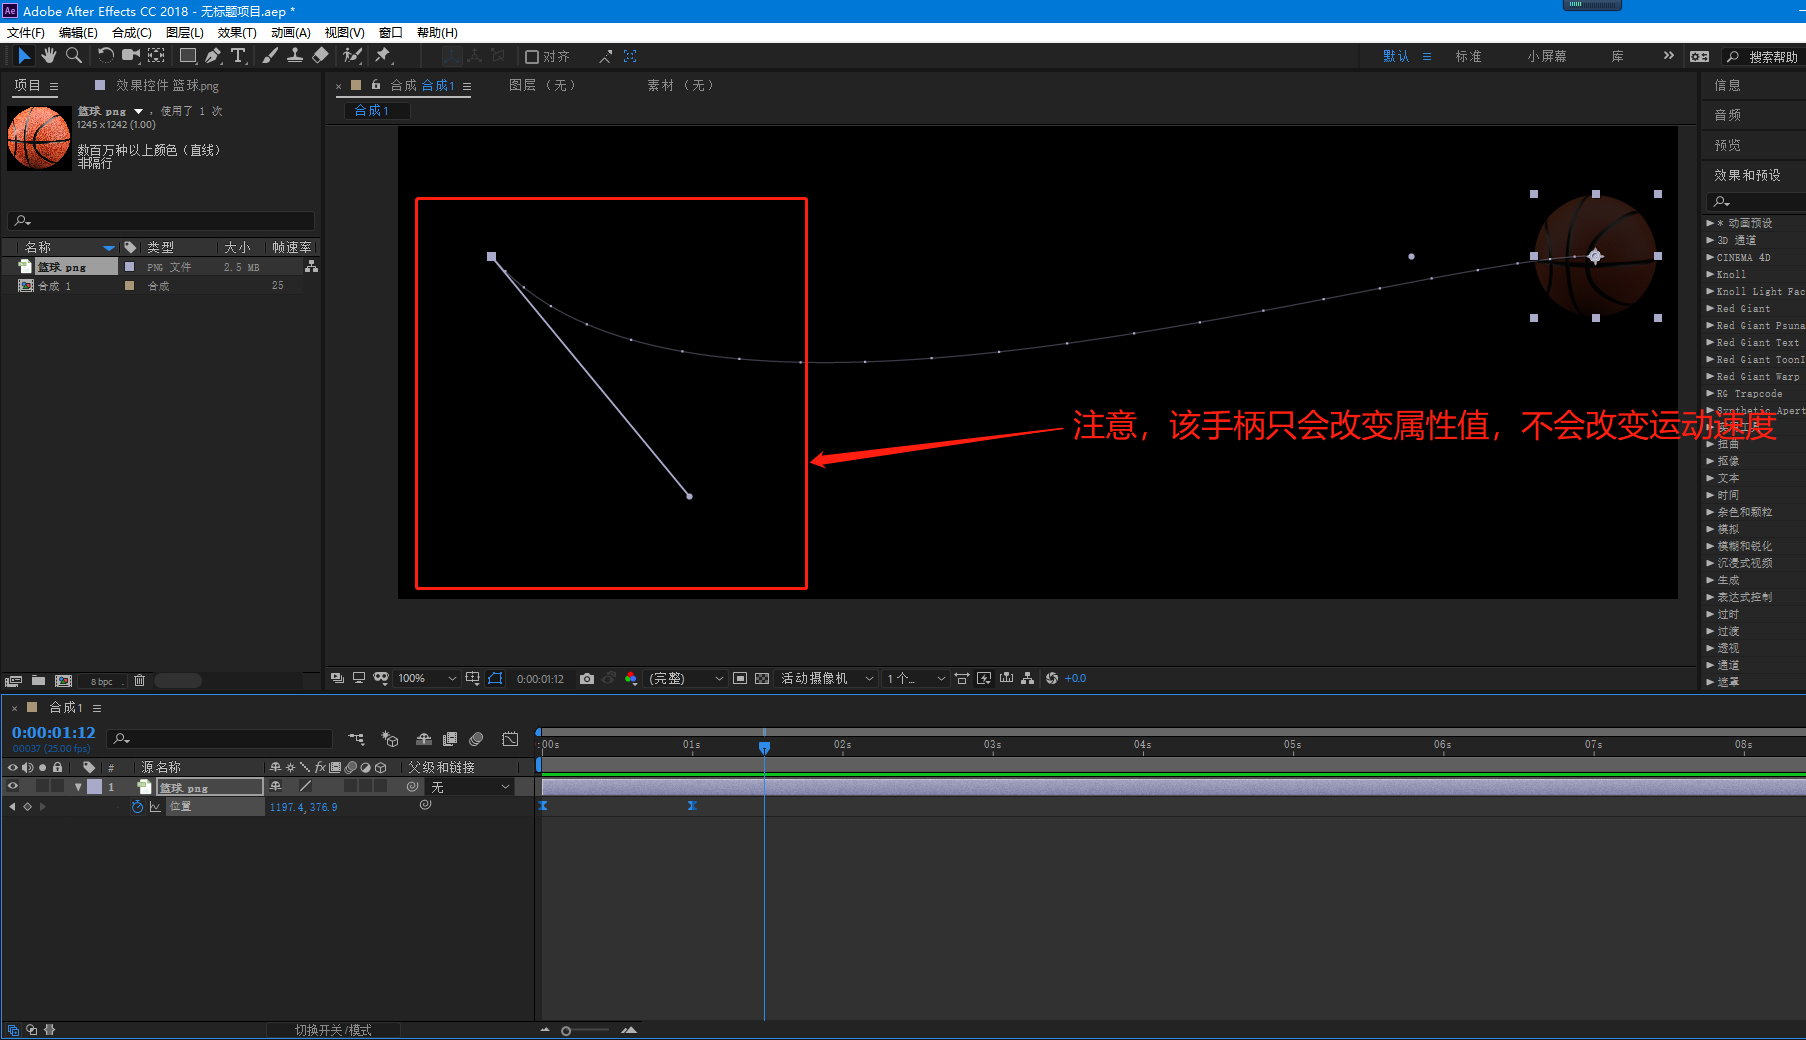 Ae Adobe After Effects CC 2018 - 无标题项目.aep *
文件(F) 编辑(E) 合成(C) 图层(L) 效果(T) 动画(A) 视图(V) 窗口 帮助(H)
对齐 默认 标准 小屏幕 库 >> 搜索帮助
项目 效果控件 篮球.png
篮球.png , 使用了 1 次
1245 x 1242 (1.00)
数百万种以上颜色（直线）
非隔行
名称 类型 大小 帧速率
篮球.png PNG 文件 2.5 MB
合成 1 合成 25
8 bpc
× 合成 合成1 图层 （无） 素材 （无）
合成1
注意，该手柄只会改变属性值，不会改变运动速度
100% 0:00:01:12 (完整) 活动摄像机 1 个... +0.0
信息
音频
预览
效果和预设
* 动画预设
3D 通道
CINEMA 4D
Knoll
Knoll Light Fac
Red Giant
Red Giant Psuna
Red Giant Text
Red Giant ToonI
Red Giant Warp
RG Trapcode
Synthetic Apert
扭曲
抠像
文本
时间
杂色和颗粒
模拟
模糊和锐化
沉浸式视频
生成
表达式控制
过时
过渡
透视
通道
遮罩
× 合成1
0:00:01:12
00037 (25.00 fps)
:00s 01s 02s 03s 04s 05s 06s 07s 08s
# 源名称 fx 父级和链接
1 篮球.png 无
位置 1197.4,376.9
切换开关/模式